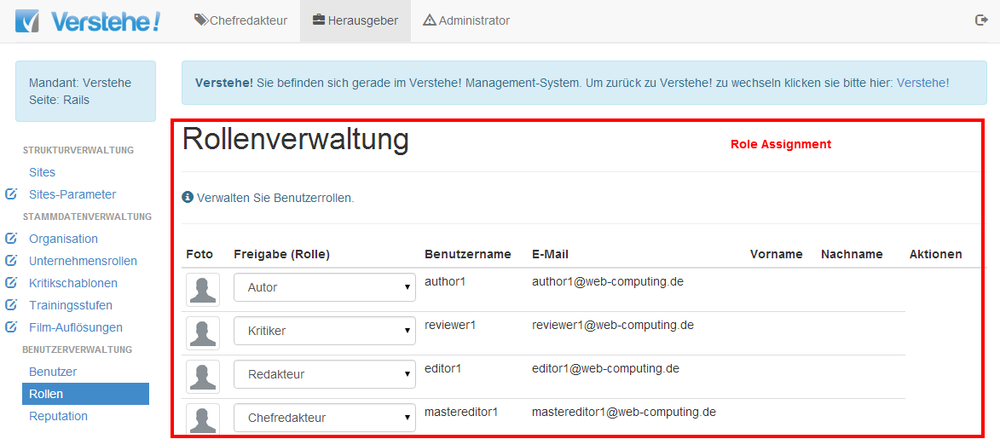 Verstehe! Chefredakteur Herausgeber Administrator
Mandant: Verstehe
Seite: Rails
Verstehe! Sie befinden sich gerade im Verstehe! Management-System. Um zurück zu Verstehe! zu wechseln klicken sie bitte hier: Verstehe!
STRUKTURVERWALTUNG
Sites
Sites-Parameter
STAMMDATENVERWALTUNG
Organisation
Unternehmensrollen
Kritikschablonen
Trainingsstufen
Film-Auflösungen
BENUTZERVERWALTUNG
Benutzer
Rollen
Reputation
Rollenverwaltung
Role Assignment
Verwalten Sie Benutzerrollen.
Foto Freigabe (Rolle) Benutzername E-Mail Vorname Nachname Aktionen
Autor author1 author1@web-computing.de
Kritiker reviewer1 reviewer1@web-computing.de
Redakteur editor1 editor1@web-computing.de
Chefredakteur mastereditor1 mastereditor1@web-computing.de